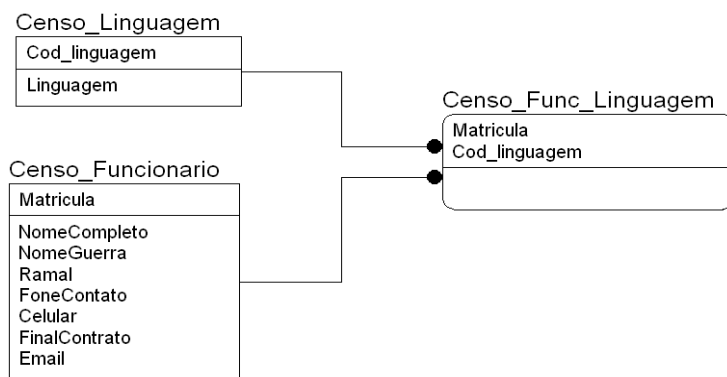 Censo_Linguagem
Cod_linguagem
Linguagem
Censo_Func_Linguagem
Matricula
Cod_linguagem
Censo_Funcionario
Matricula
NomeCompleto
NomeGuerra
Ramal
FoneContato
Celular
FinalContrato
Email